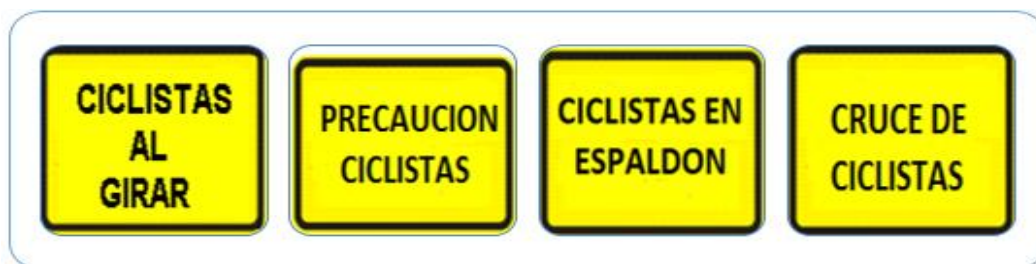 CICLISTAS
AL
GIRAR
PRECAUCION
CICLISTAS
CICLISTAS EN
ESPALDON
CRUCE DE
CICLISTAS